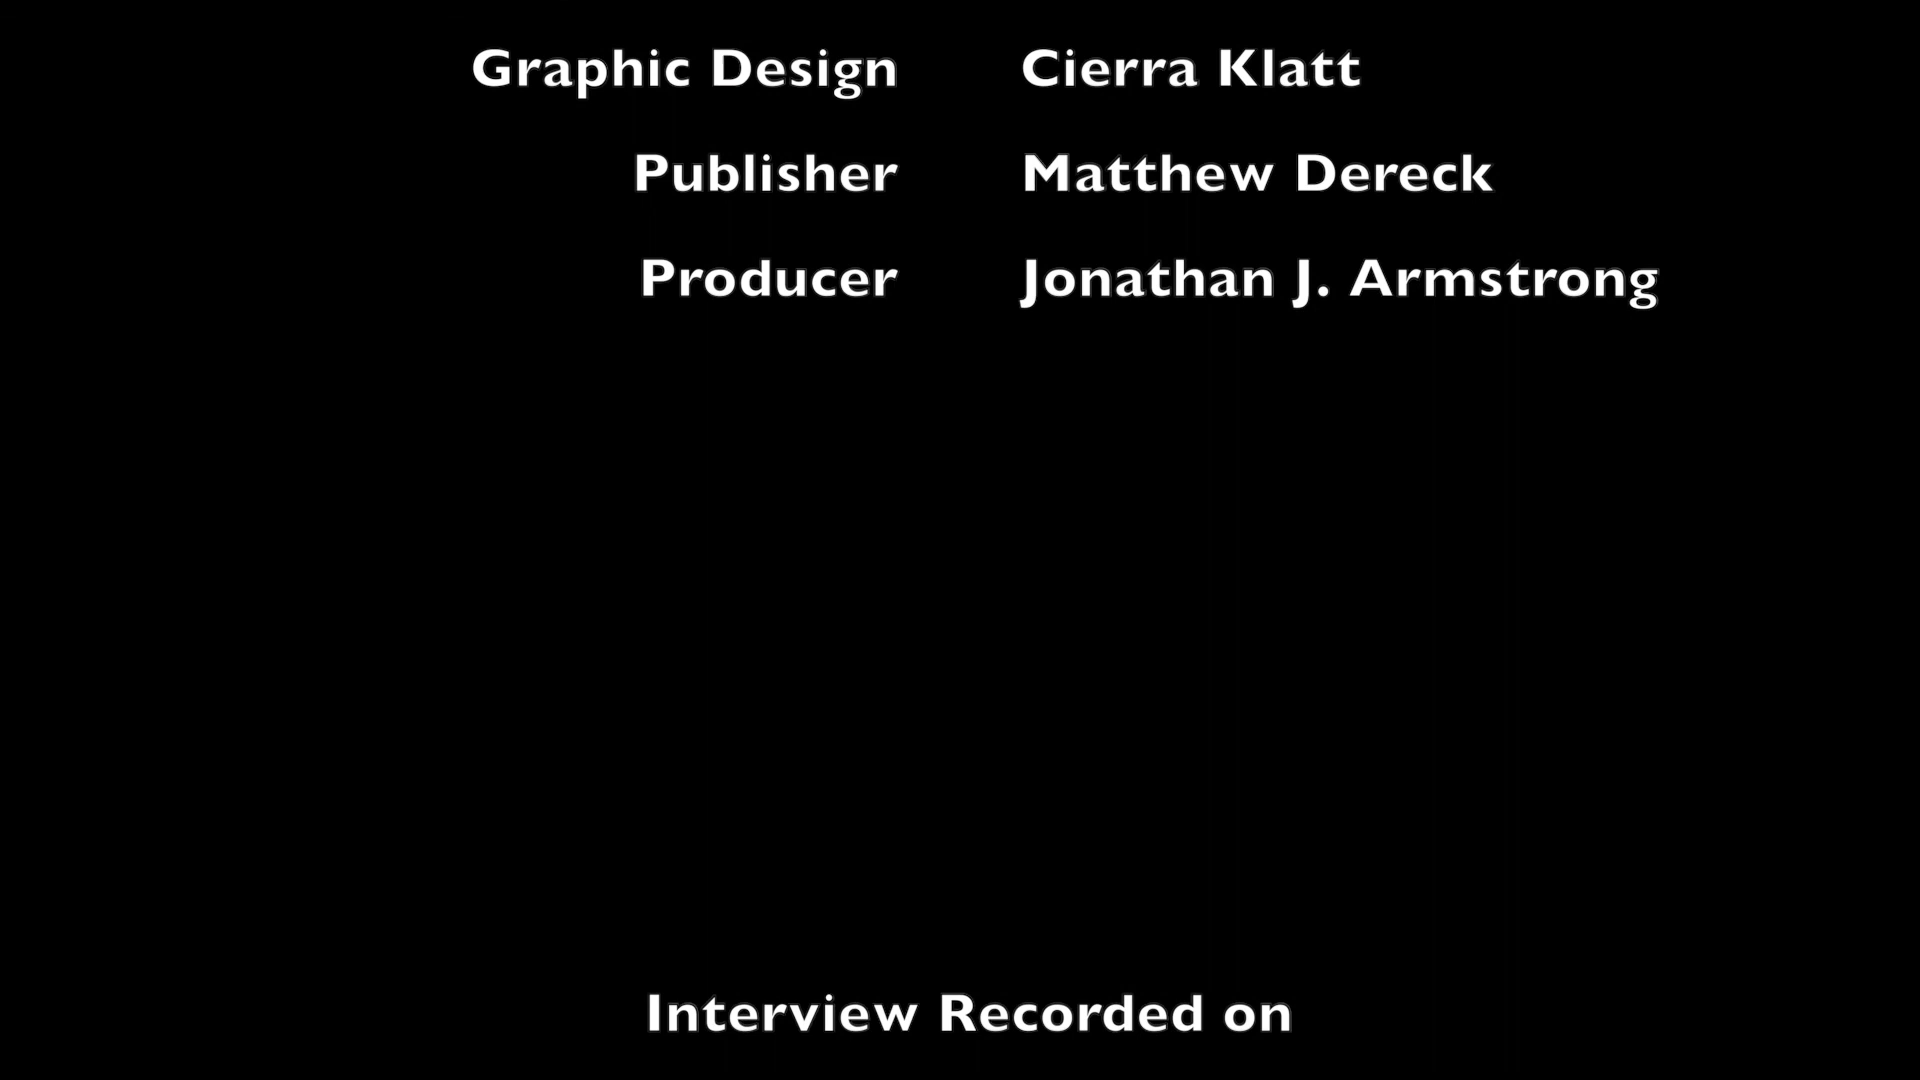 Graphic Design Cierra Klatt
Publisher Matthew Dereck
Producer Jonathan J. Armstrong
Interview Recorded on